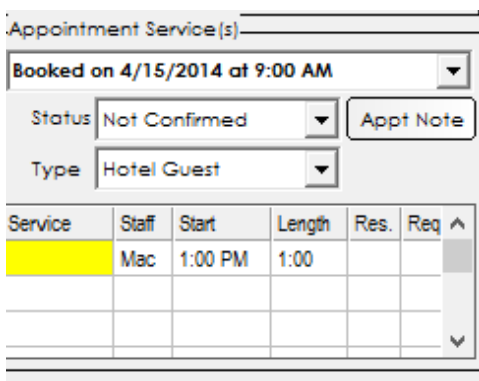 Appointment Service(s)
Booked on 4/15/2014 at 9:00 AM
Status Not Confirmed Appt Note
Type Hotel Guest
Service Staff Start Length Res. Req
Mac 1:00 PM 1:00